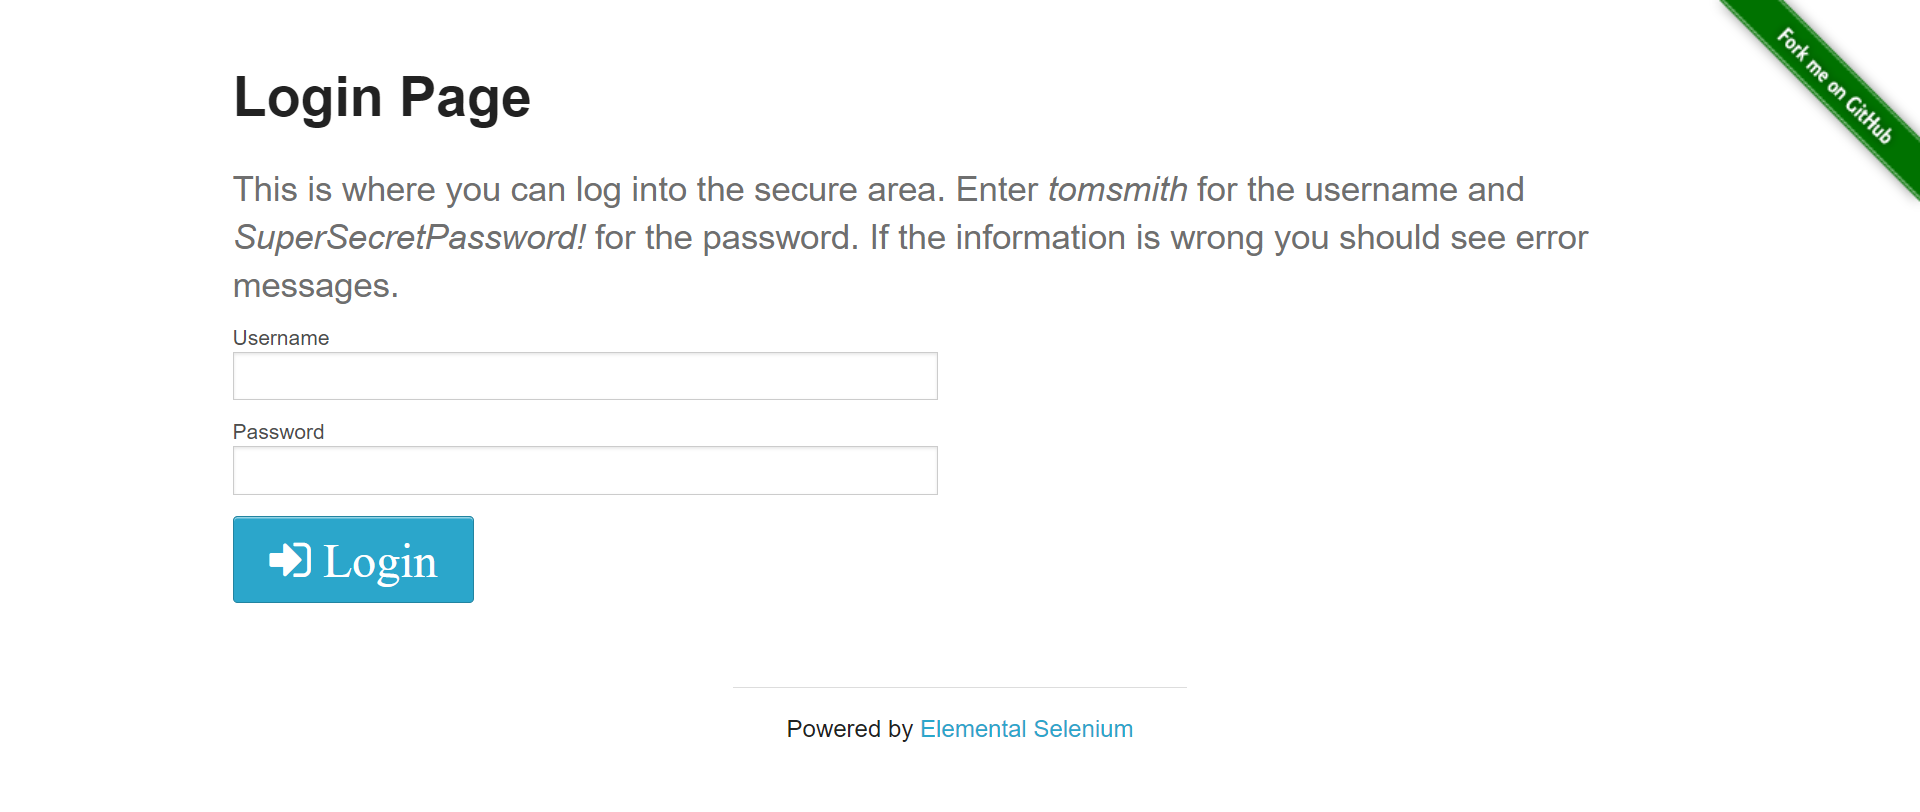 Fork me on GitHub
Login Page
This is where you can log into the secure area. Enter tomsmith for the username and
SuperSecretPassword! for the password. If the information is wrong you should see error
messages.
Username
Password
Login
Powered by Elemental Selenium